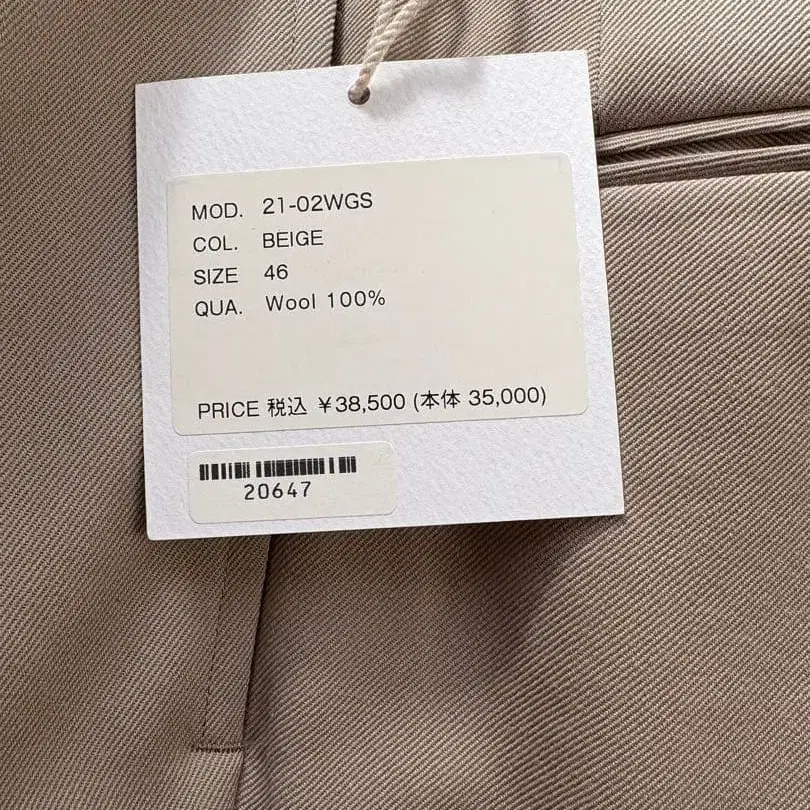 MOD. 21-02WGS
COL. BEIGE
SIZE 46
QUA. Wool 100%
PRICE 税込 ￥38,500 (本体 35,000)
20647